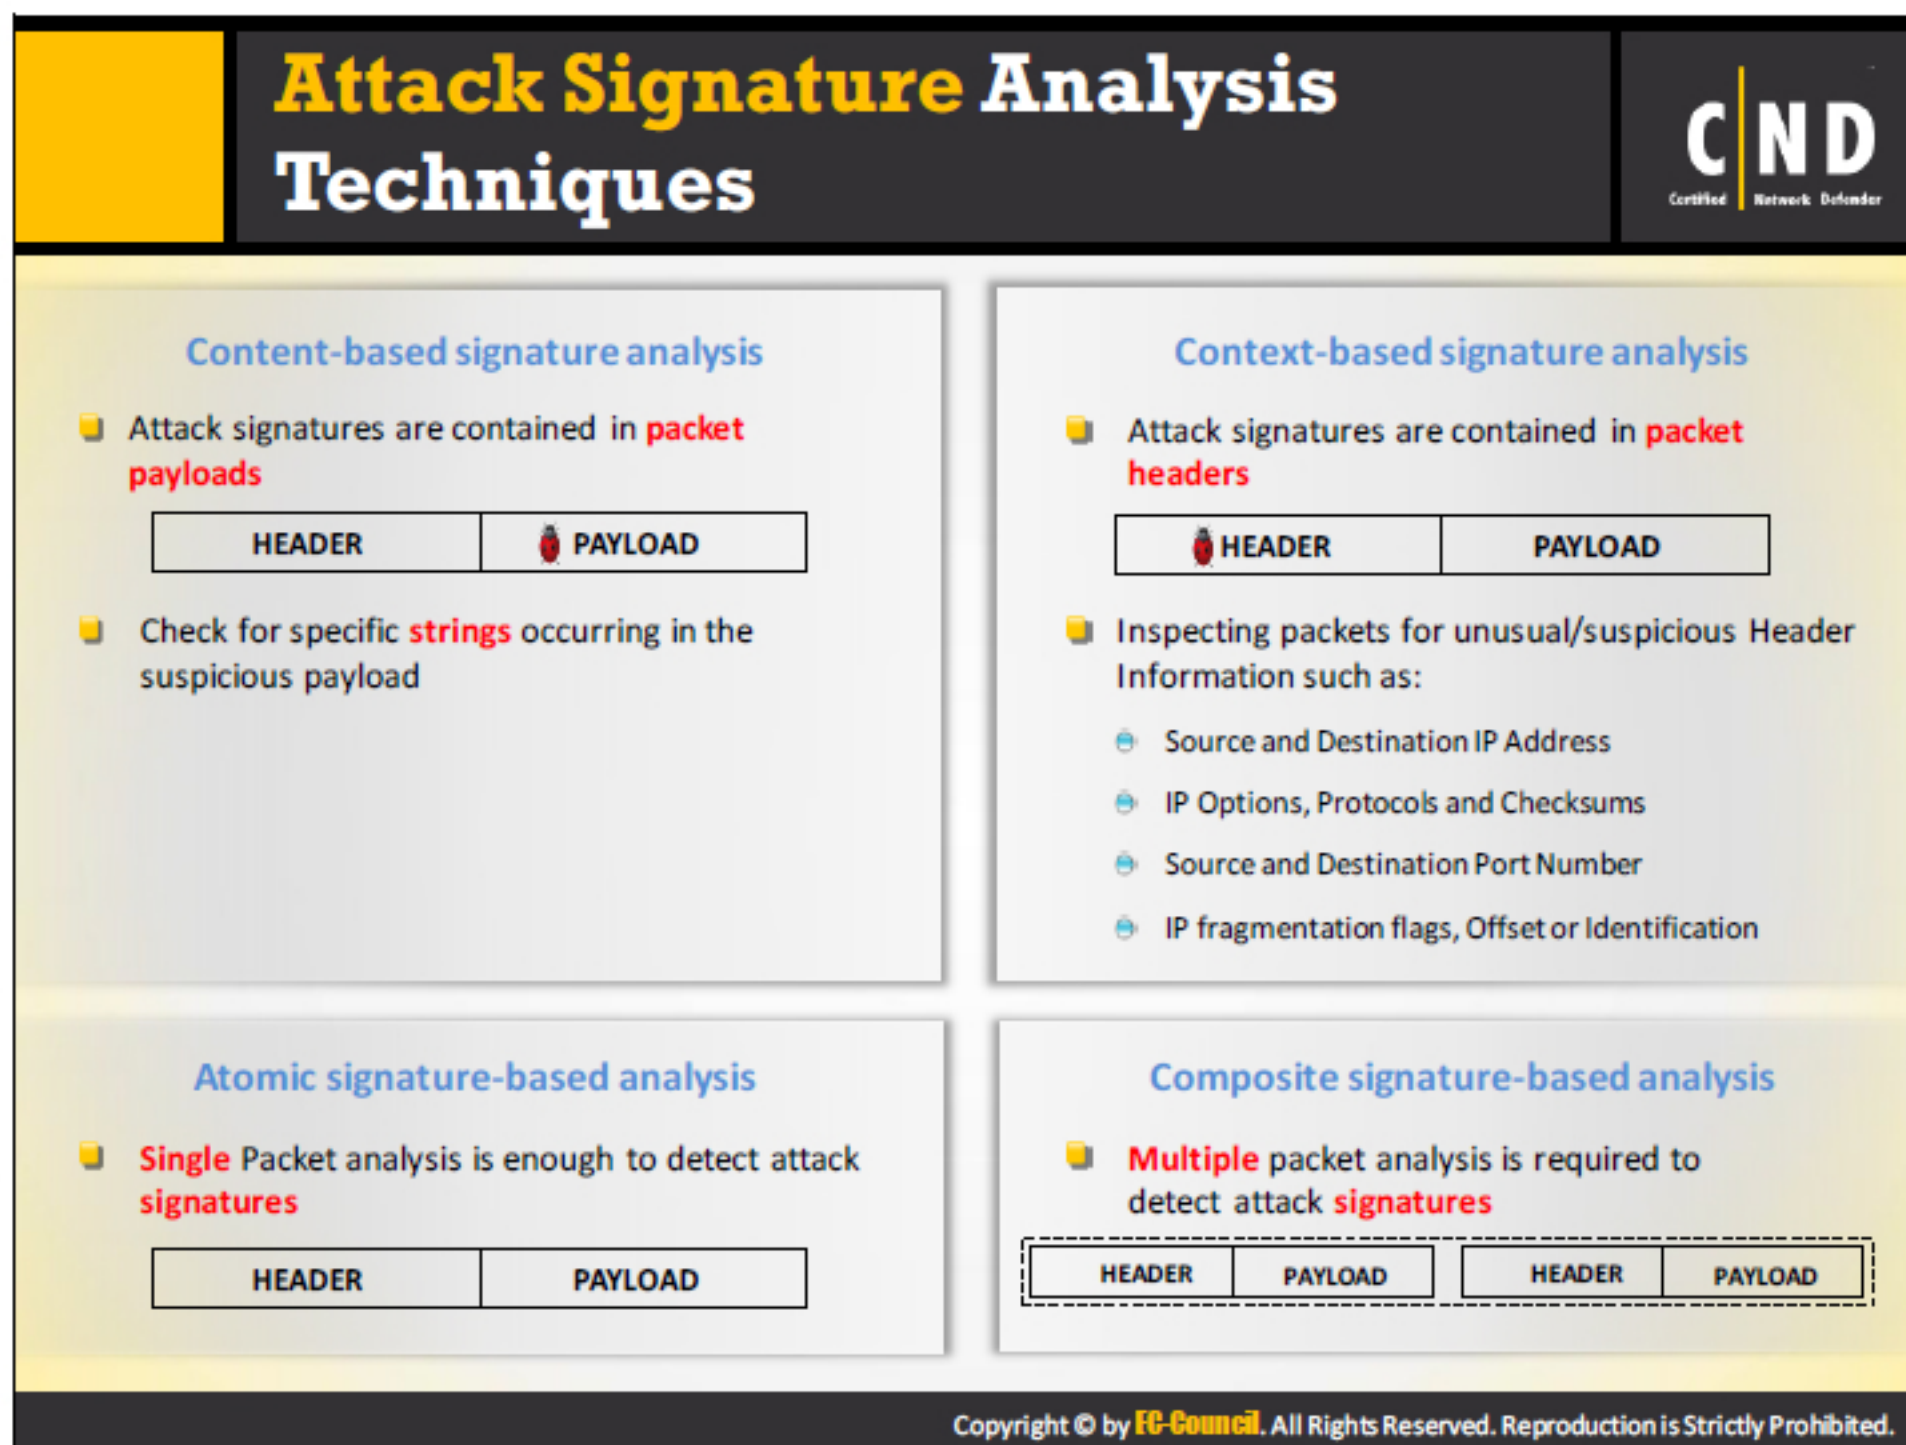 Attack Signature Analysis
Techniques
C|ND
Certified Network Defender
Content-based signature analysis
Attack signatures are contained in packet
payloads
HEADER PAYLOAD
Check for specific strings occurring in the
suspicious payload
Context-based signature analysis
Attack signatures are contained in packet
headers
HEADER PAYLOAD
Inspecting packets for unusual/suspicious Header
Information such as:
Source and Destination IP Address
IP Options, Protocols and Checksums
Source and Destination Port Number
IP fragmentation flags, Offset or Identification
Atomic signature-based analysis
Single Packet analysis is enough to detect attack
signatures
HEADER PAYLOAD
Composite signature-based analysis
Multiple packet analysis is required to
detect attack signatures
HEADER PAYLOAD HEADER PAYLOAD
Copyright © by EC-Council. All Rights Reserved. Reproduction is Strictly Prohibited.